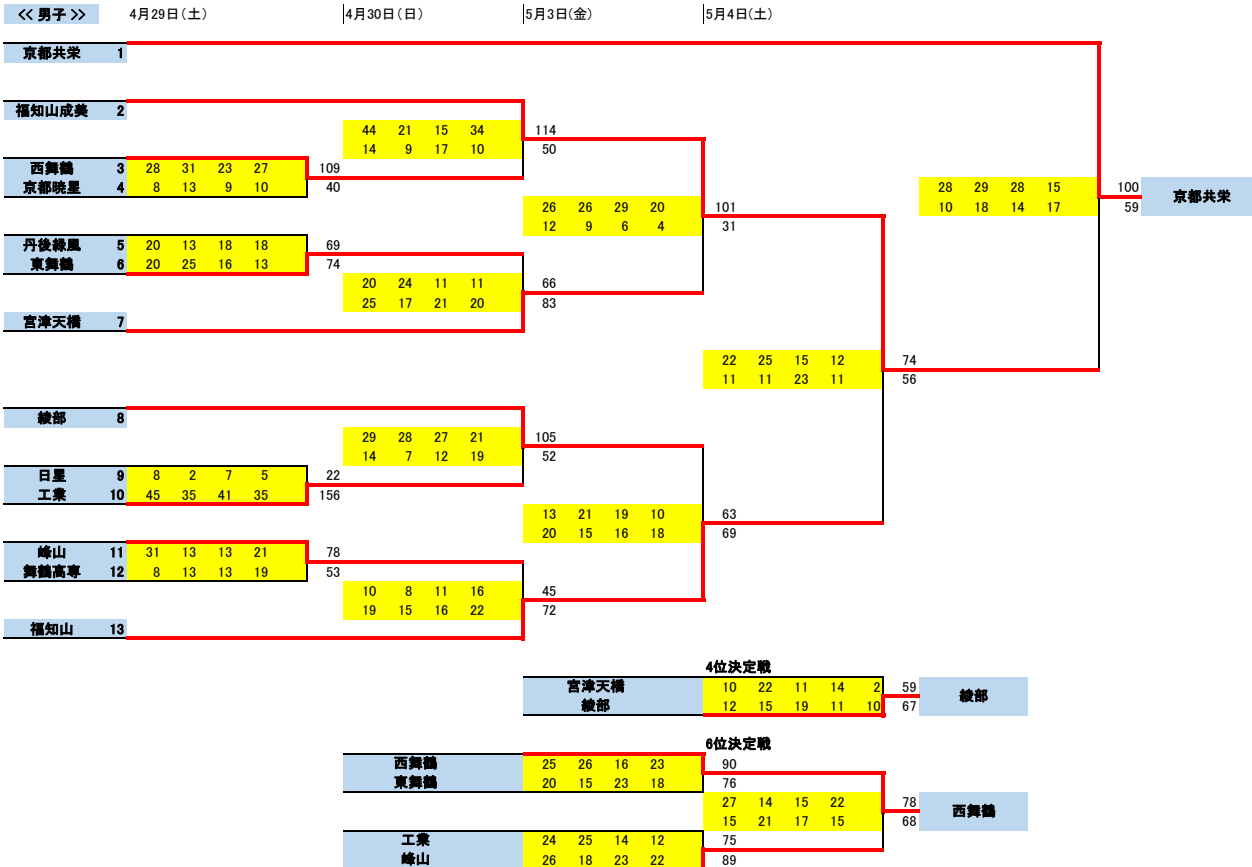 << 男子 >> 4月29日(土) 4月30日(日) 5月3日(金) 5月4日(土)
京都共栄 1
福知山成美 2
44 21 15 34 114
14 9 17 10 50
西舞鶴 3 28 31 23 27 109
京都暁星 4 8 13 9 10 40
28 29 28 15 100
10 18 14 17 59
京都共栄
26 26 29 20 101
12 9 6 4 31
丹後緑風 5 20 13 18 18 69
東舞鶴 6 20 25 16 13 74
20 24 11 11 66
25 17 21 20 83
宮津天橋 7
22 25 15 12 74
11 11 23 11 56
綾部 8
29 28 27 21 105
14 7 12 19 52
日星 9 8 2 7 5 22
工業 10 45 35 41 35 156
13 21 19 10 63
20 15 16 18 69
峰山 11 31 13 13 21 78
舞鶴高専 12 8 13 13 19 53
10 8 11 16 45
19 15 16 22 72
福知山 13
4位決定戦
宮津天橋 10 22 11 14 2 59
綾部 12 15 19 11 10 67
綾部
6位決定戦
西舞鶴 25 26 16 23 90
東舞鶴 20 15 23 18 76
27 14 15 22 78
15 21 17 15 68
西舞鶴
工業 24 25 14 12 75
峰山 26 18 23 22 89